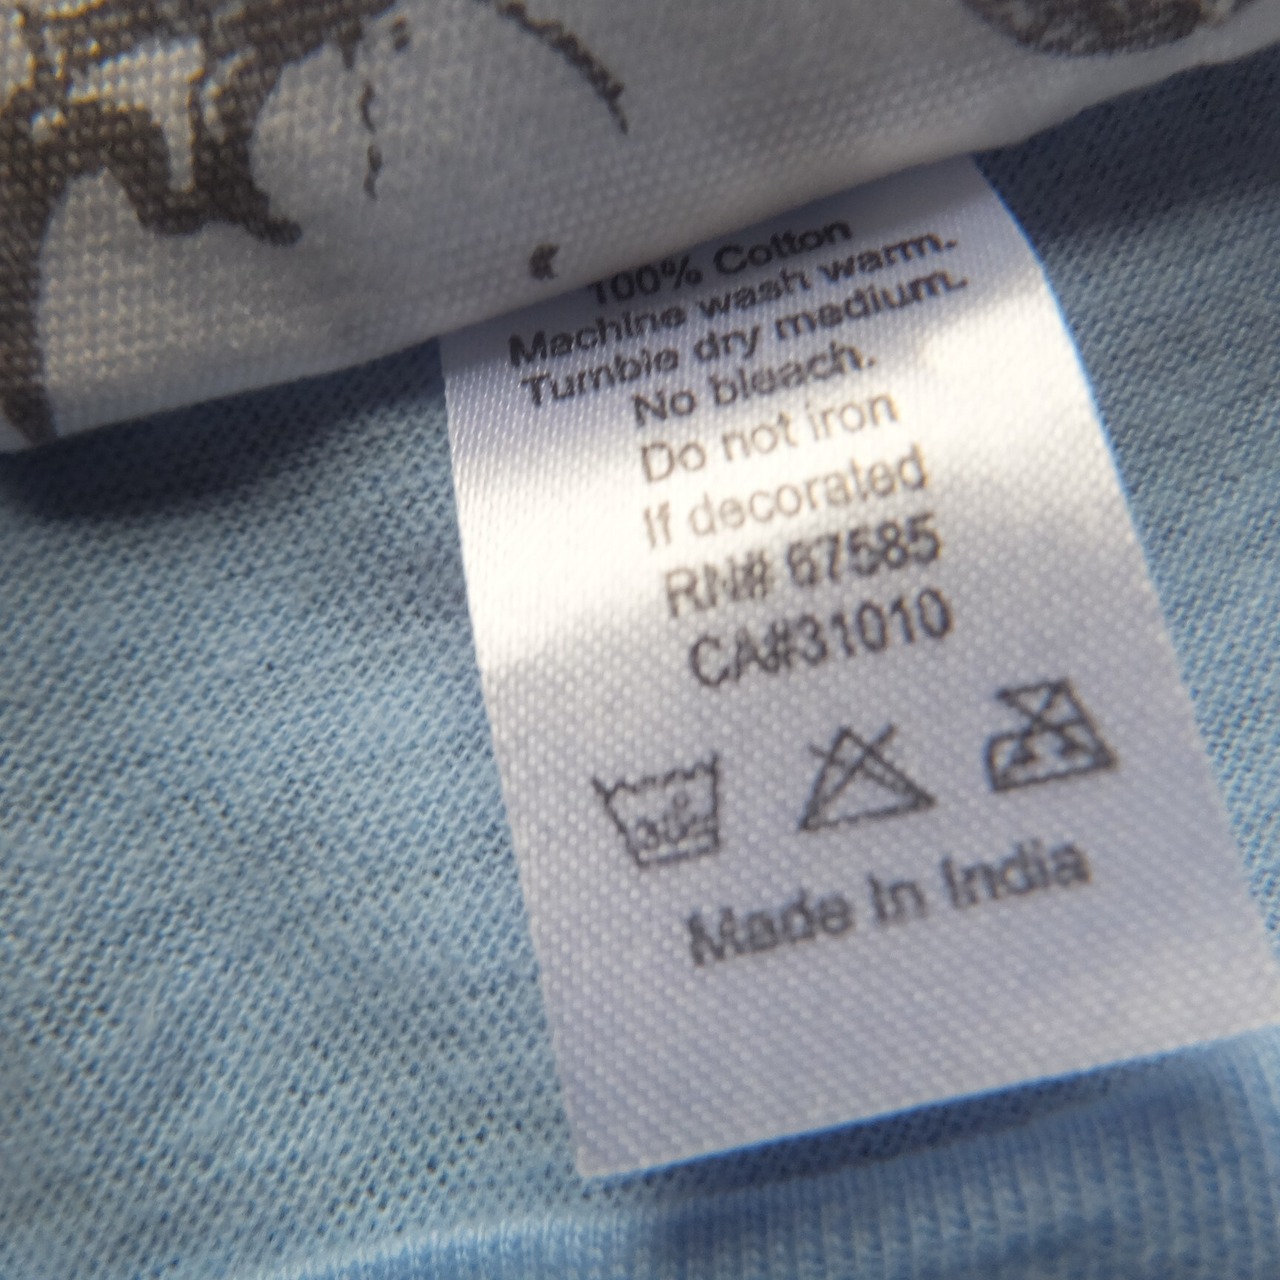 100% Cotton
Machine wash warm.
Tumble dry medium.
No bleach.
Do not iron
If decorated
RN# 67585
CA#31010
30°
Made In India